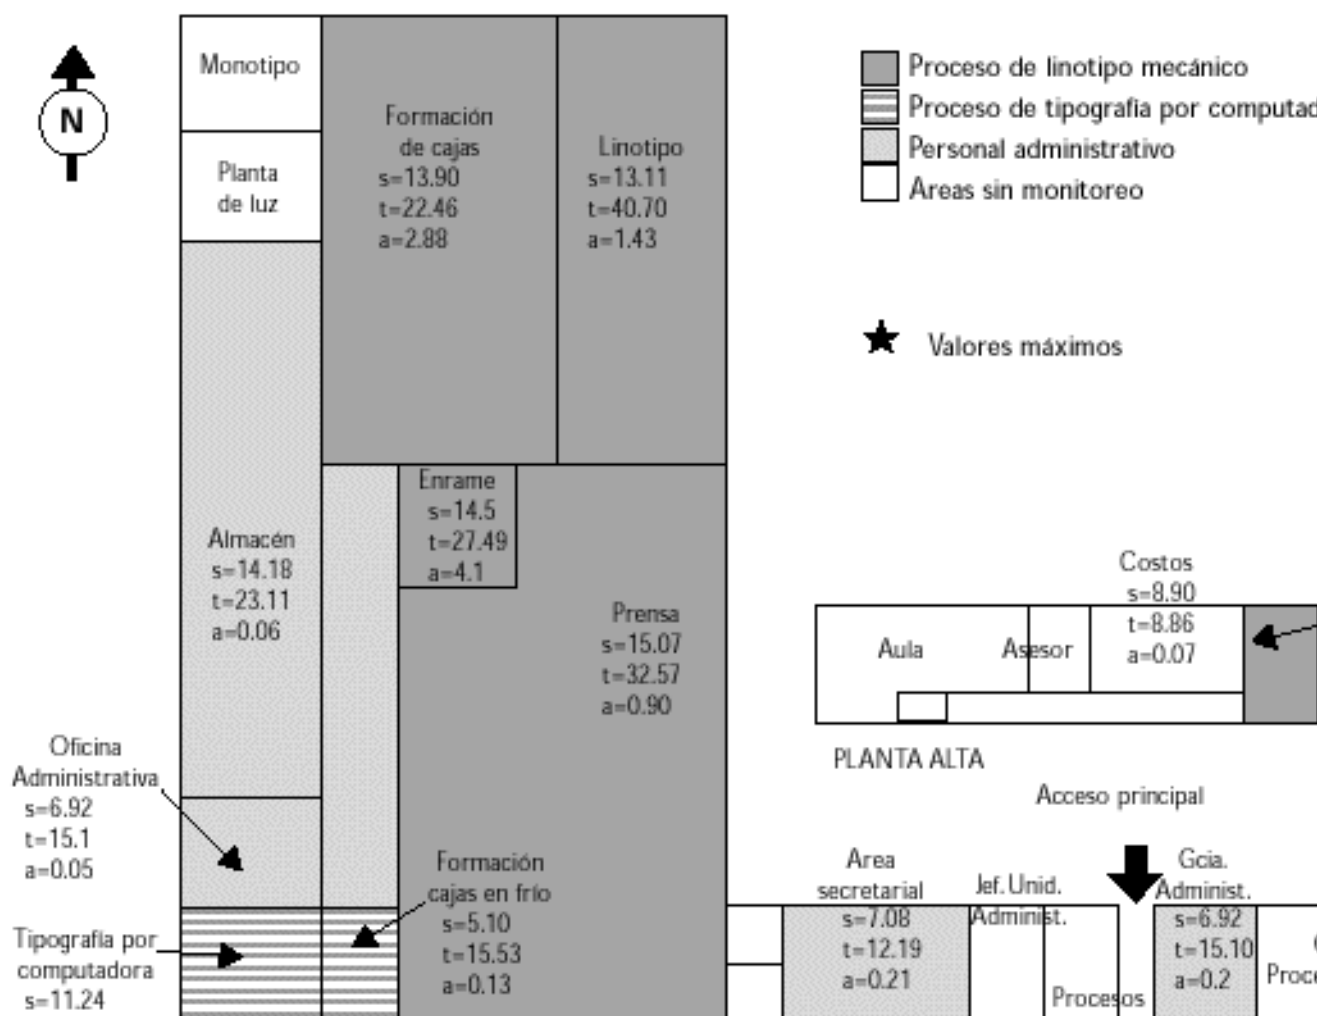 N
Monotipo
Planta
de luz
Formación
de cajas
s=13.90
t=22.46
a=2.88
Linotipo
s=13.11
t=40.70
a=1.43
Proceso de linotipo mecánico
Proceso de tipografia por computad
Personal administrativo
Areas sin monitoreo
Valores máximos
Almacén
s=14.18
t=23.11
a=0.06
Enrame
s=14.5
t=27.49
a=4.1
Prensa
s=15.07
t=32.57
a=0.90
Costos
s=8.90
t=8.86
a=0.07
Aula
Asesor
PLANTA ALTA
Oficina
Administrativa
s=6.92
t=15.1
a=0.05
Formación
cajas en frío
s=5.10
t=15.53
a=0.13
Tipografía por
computadora
s=11.24
Acceso principal
Area
secretarial
s=7.08
t=12.19
a=0.21
Jef. Unid.
Administ.
Procesos
Gcia.
Administ.
s=6.92
t=15.10
a=0.2
Proce